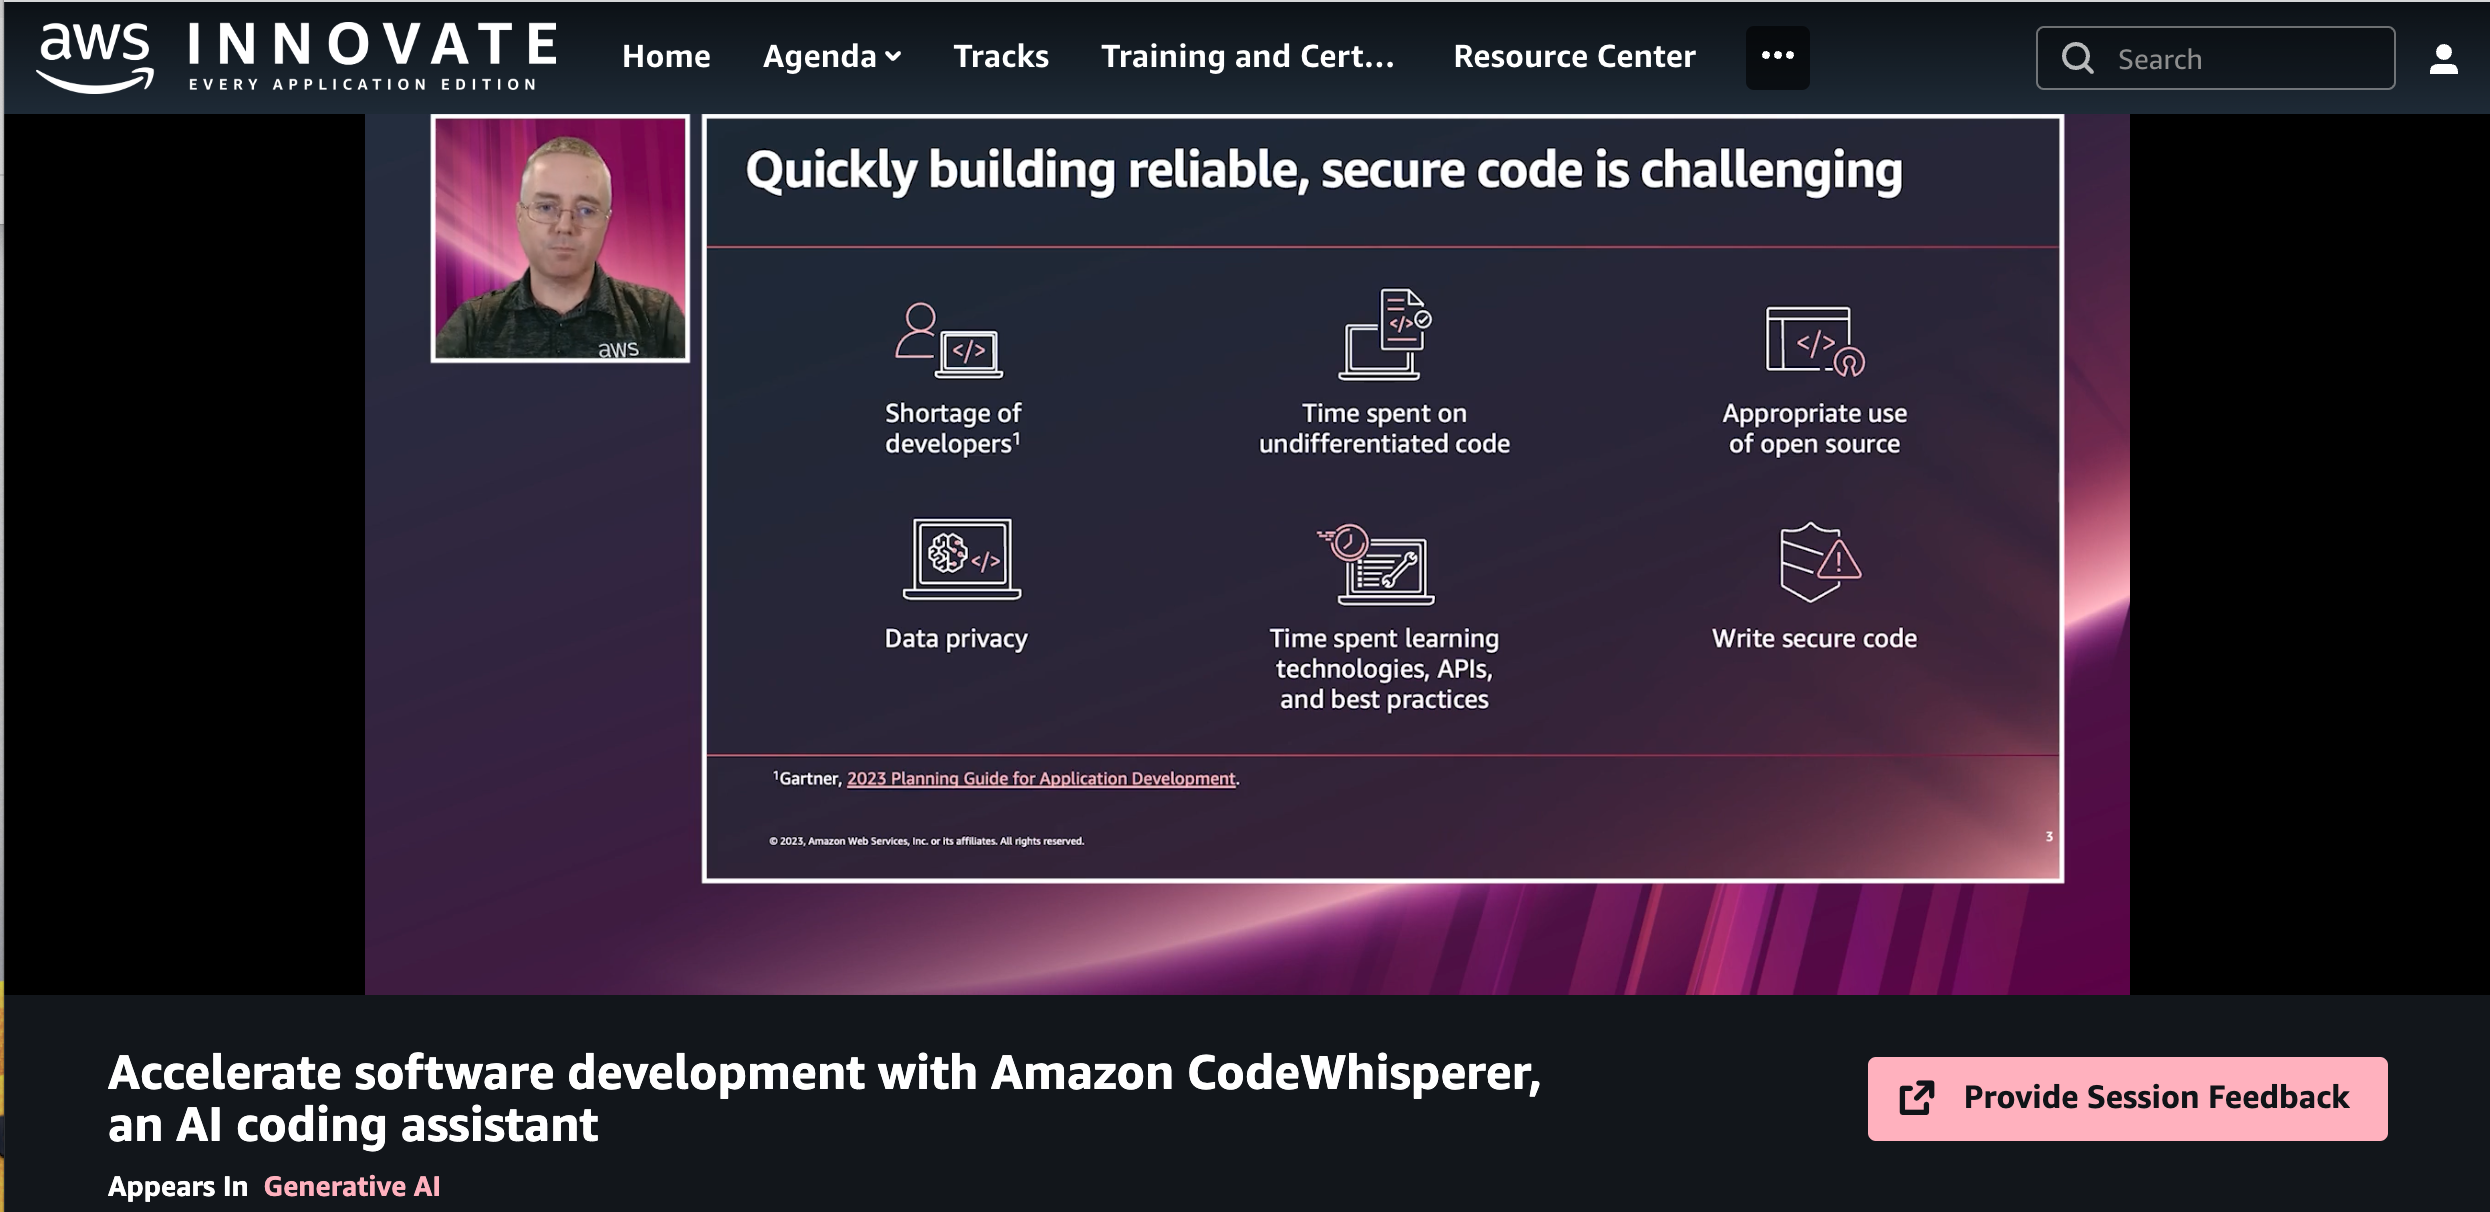 aws
INNOVATE
EVERY APPLICATION EDITION
Home
Agenda
Tracks
Training and Cert...
Resource Center
Search
aws
Quickly building reliable, secure code is challenging
</>
Shortage of
developers¹
</>
Time spent on
undifferentiated code
</>
Appropriate use
of open source
</>
Data privacy
Time spent learning
technologies, APIs,
and best practices
Write secure code
¹Gartner, 2023 Planning Guide for Application Development.
© 2023, Amazon Web Services, Inc. or its affiliates. All rights reserved.
3
Accelerate software development with Amazon CodeWhisperer,
an AI coding assistant
Provide Session Feedback
Appears In Generative AI